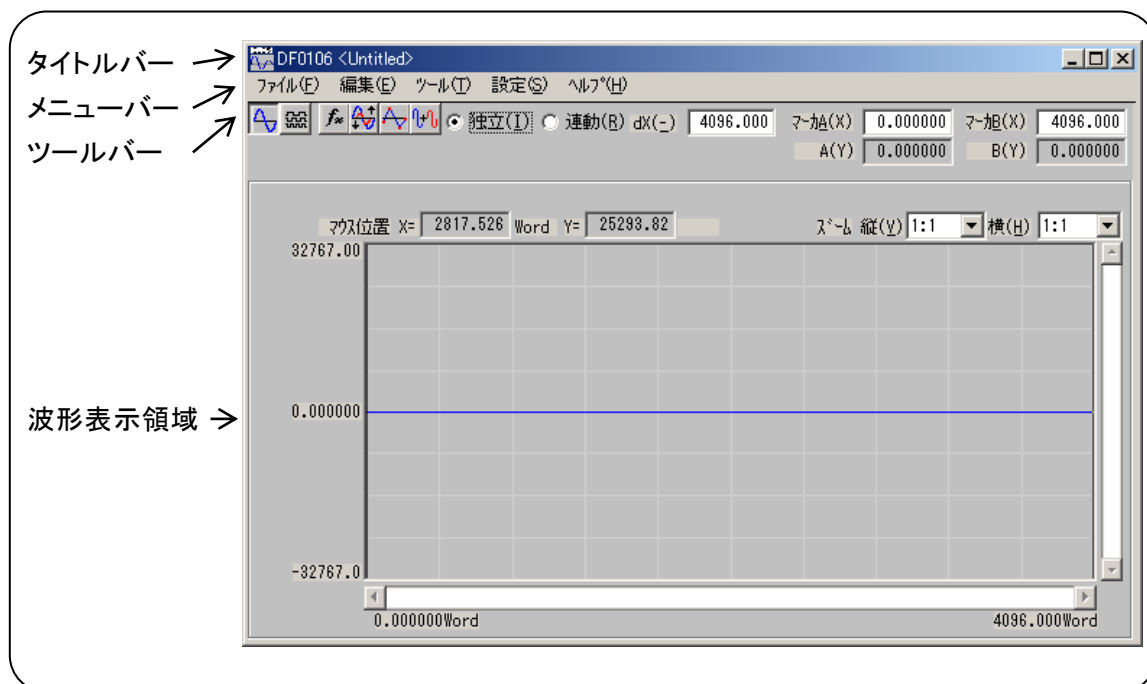 タイトルバー
メニューバー
ツールバー
波形表示領域
DF0106 <Untitled>
ファイル(F) 編集(E) ツール(T) 設定(S) ヘルプ(H)
独立(I) 連動(R) dX(-) 4096.000 マーカA(X) 0.000000 マーカB(X) 4096.000
A(Y) 0.000000 B(Y) 0.000000
マウス位置 X= 2817.526 Word Y= 25293.82 ズーム 縦(V) 1:1 横(H) 1:1
32767.00
0.000000
-32767.0
0.000000Word 4096.000Word